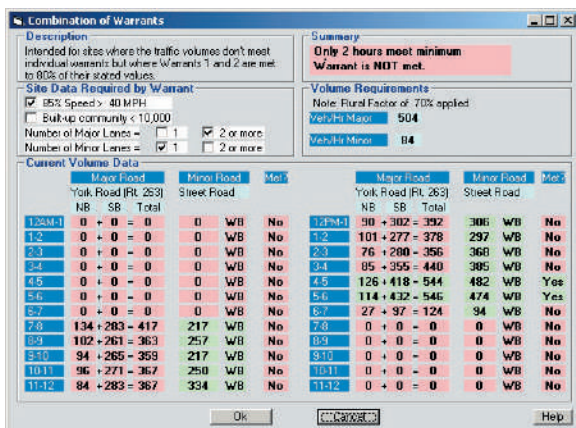 Combination of Warrants
Description
Intended for sites where the traffic volumes don't meet
individual warrants but where Warrants 1 and 2 are met
to 80% of their stated values.
Summary
Only 2 hours meet minimum
Warrant is NOT met.
Site Data Required by Warrant
85% Speed > 40 MPH
Built-up community < 10,000
Number of Major Lanes = 1 2 or more
Number of Minor Lanes = 1 2 or more
Volume Requirements
Note: Rural Factor of 70% applied
Veh/Hr Major 504
Veh/Hr Minor 84
Current Volume Data
Major Road Minor Road Met?
York Road (Rt. 263) Street Road
NB SB Total
12AM-1 0 + 0 = 0 0 WB No
1-2 0 + 0 = 0 0 WB No
2-3 0 + 0 = 0 0 WB No
3-4 0 + 0 = 0 0 WB No
4-5 0 + 0 = 0 0 WB No
5-6 0 + 0 = 0 0 WB No
6-7 0 + 0 = 0 0 WB No
7-8 134 +283 = 417 217 WB No
8-9 102 +261 = 363 257 WB No
9-10 94 +265 = 359 217 WB No
10-11 96 +271 = 367 250 WB No
11-12 84 +283 = 367 334 WB No
Major Road Minor Road Met?
York Road (Rt. 263) Street Road
NB SB Total
12PM-1 90 +302 = 392 306 WB No
1-2 101 +277 = 378 297 WB No
2-3 76 +280 = 356 368 WB No
3-4 85 +355 = 440 385 WB No
4-5 126 +418 = 544 482 WB Yes
5-6 114 +432 = 546 474 WB Yes
6-7 27 + 97 = 124 94 WB No
7-8 0 + 0 = 0 0 WB No
8-9 0 + 0 = 0 0 WB No
9-10 0 + 0 = 0 0 WB No
10-11 0 + 0 = 0 0 WB No
11-12 0 + 0 = 0 0 WB No
Ok Cancel Help